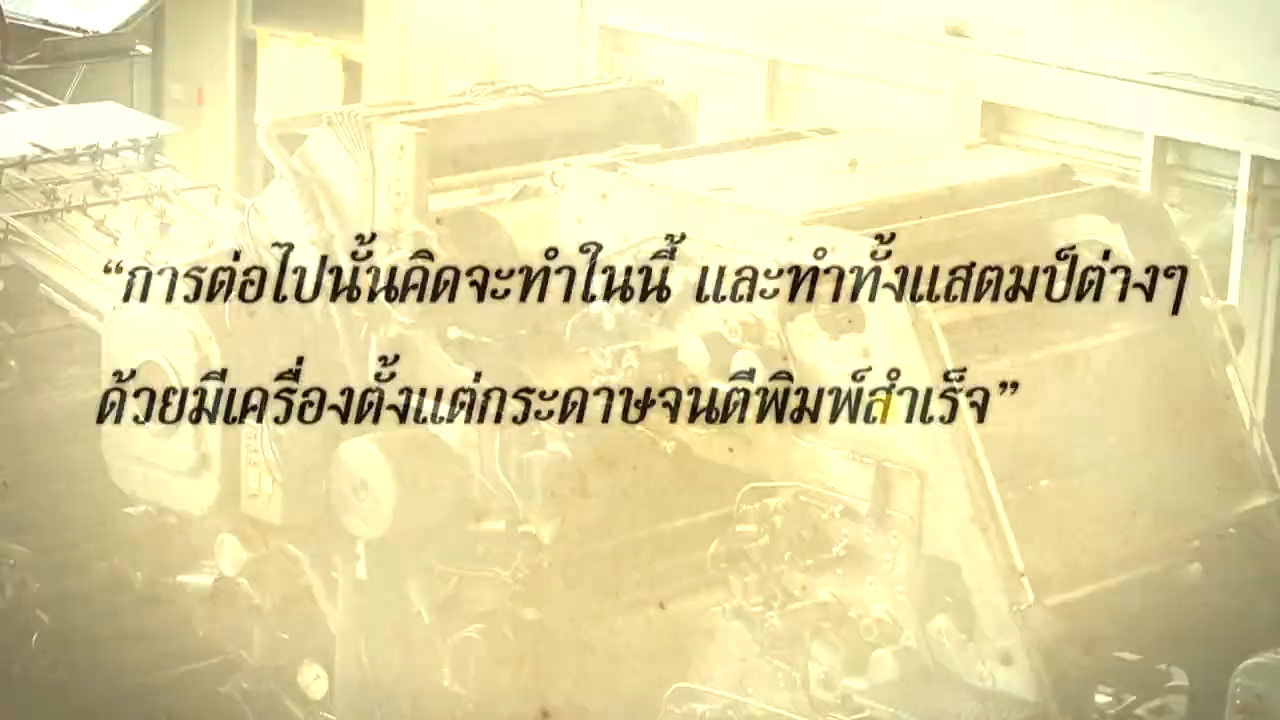 “การต่อไปนั้นคิดจะทำในนี้ และทำทั้งแสตมป์ต่างๆ
ด้วยมีเครื่องตั้งแต่กระดาษจนตีพิมพ์สำเร็จ”